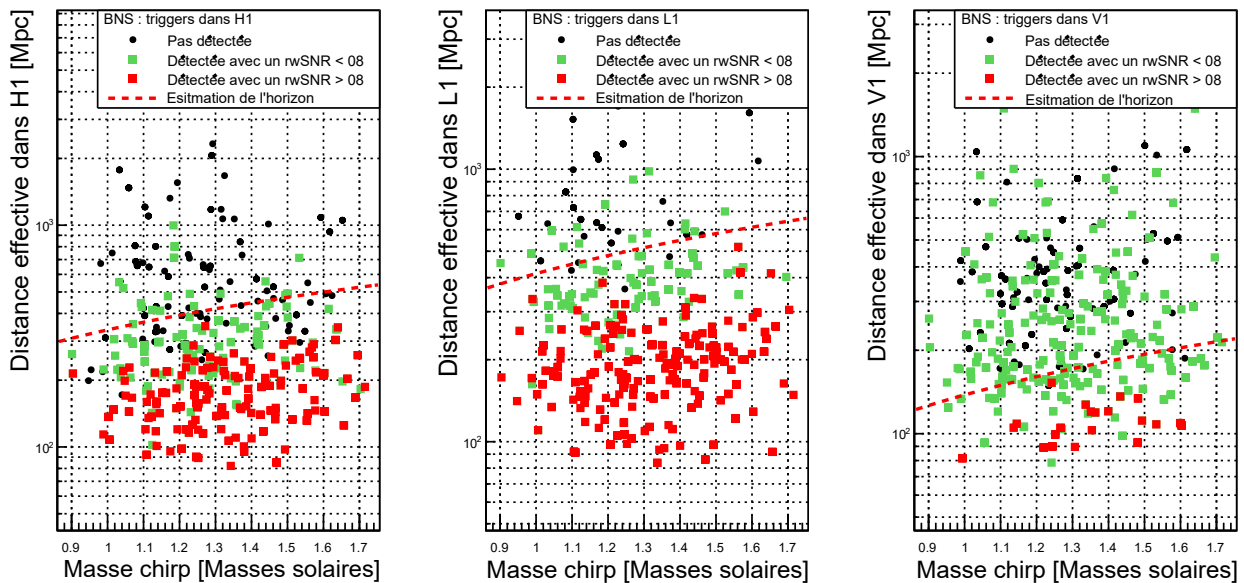 Distance effective dans H1 [Mpc]
BNS : triggers dans H1
Pas détectée
Détectée avec un rwSNR < 08
Détectée avec un rwSNR > 08
Esitmation de l'horizon
10³
10²
0.9 1 1.1 1.2 1.3 1.4 1.5 1.6 1.7
Masse chirp [Masses solaires]
Distance effective dans L1 [Mpc]
BNS : triggers dans L1
Pas détectée
Détectée avec un rwSNR < 08
Détectée avec un rwSNR > 08
Esitmation de l'horizon
10³
10²
0.9 1 1.1 1.2 1.3 1.4 1.5 1.6 1.7
Masse chirp [Masses solaires]
Distance effective dans V1 [Mpc]
BNS : triggers dans V1
Pas détectée
Détectée avec un rwSNR < 08
Détectée avec un rwSNR > 08
Esitmation de l'horizon
10³
10²
0.9 1 1.1 1.2 1.3 1.4 1.5 1.6 1.7
Masse chirp [Masses solaires]